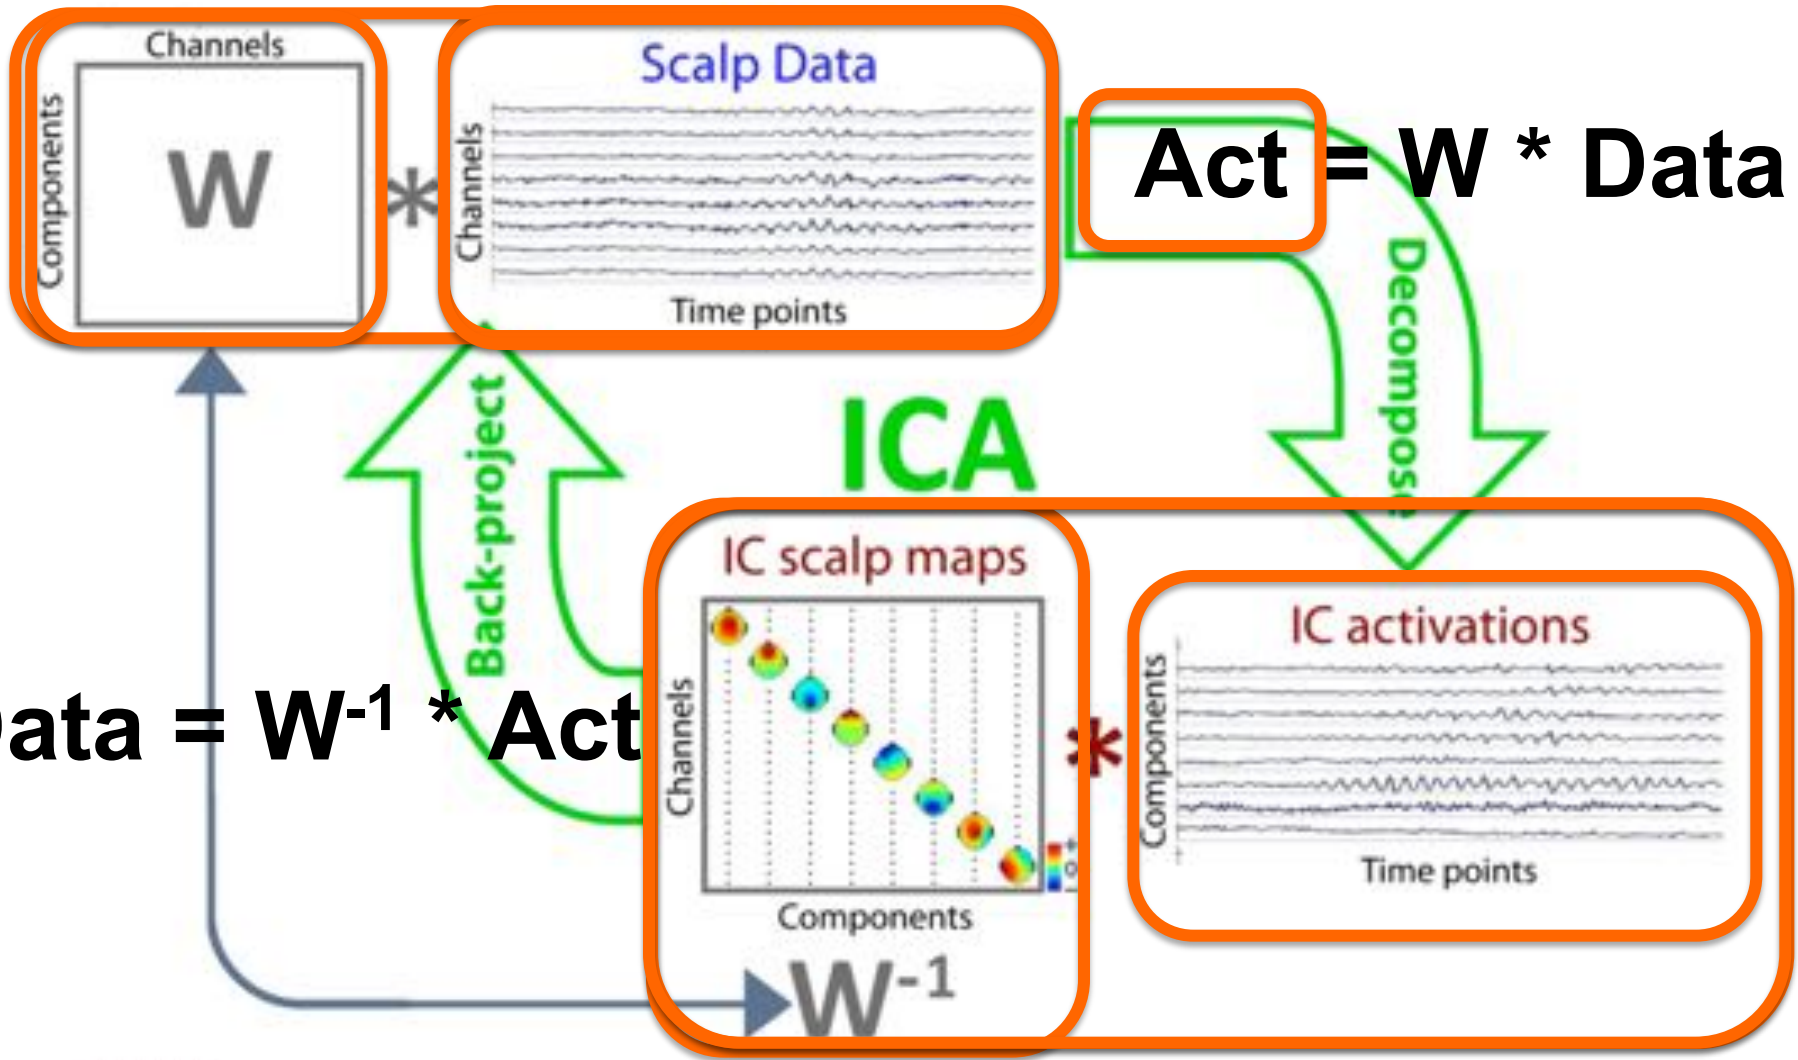 Channels
Components
W
*
Scalp Data
Channels
Time points
Act = W * Data
Decompose
Back-project
ICA
ata = W-1 * Act
IC scalp maps
Channels
Components
W-1
*
IC activations
Components
Time points